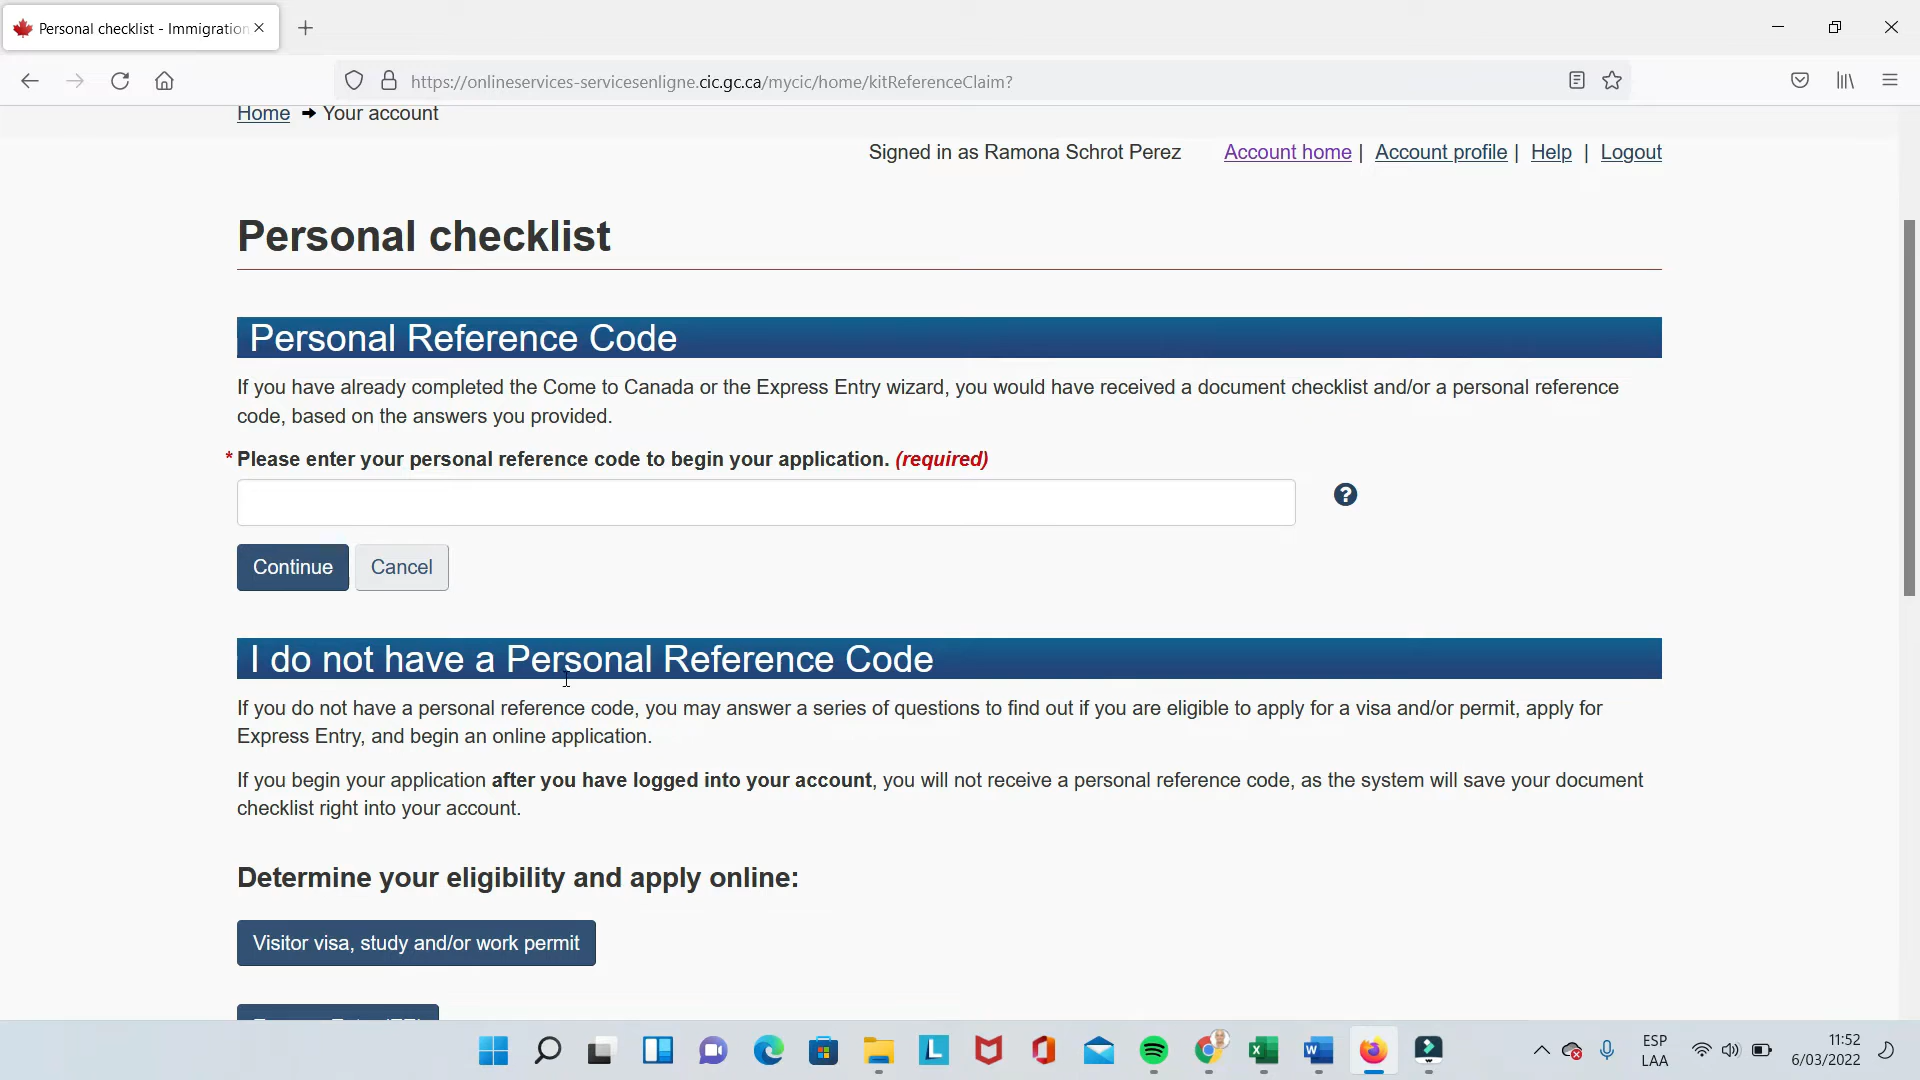 Personal checklist - Immigration
https://onlineservices-servicesenligne.cic.gc.ca/mycic/home/kitReferenceClaim?
Home ➞ Your account
Signed in as Ramona Schrot Perez Account home | Account profile | Help | Logout
Personal checklist
Personal Reference Code
If you have already completed the Come to Canada or the Express Entry wizard, you would have received a document checklist and/or a personal reference
code, based on the answers you provided.
* Please enter your personal reference code to begin your application. (required)
?
Continue Cancel
I do not have a Personal Reference Code
If you do not have a personal reference code, you may answer a series of questions to find out if you are eligible to apply for a visa and/or permit, apply for
Express Entry, and begin an online application.
If you begin your application after you have logged into your account, you will not receive a personal reference code, as the system will save your document
checklist right into your account.
Determine your eligibility and apply online:
Visitor visa, study and/or work permit
L
ESP
LAA
11:52
6/03/2022